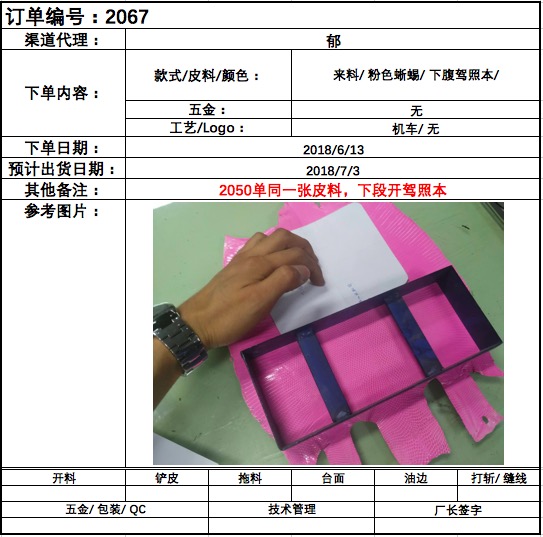 订单编号：2067
渠道代理： 郁
下单内容： 款式/皮料/颜色： 来料/ 粉色蜥蜴/ 下腹驾照本/
五金： 无
工艺/Logo： 机车/ 无
下单日期： 2018/6/13
预计出货日期： 2018/7/3
其他备注： 2050单同一张皮料，下段开驾照本
参考图片：
开料 铲皮 拖料 台面 油边 打斩/ 缝线
五金/ 包装/ QC 技术管理 厂长签字